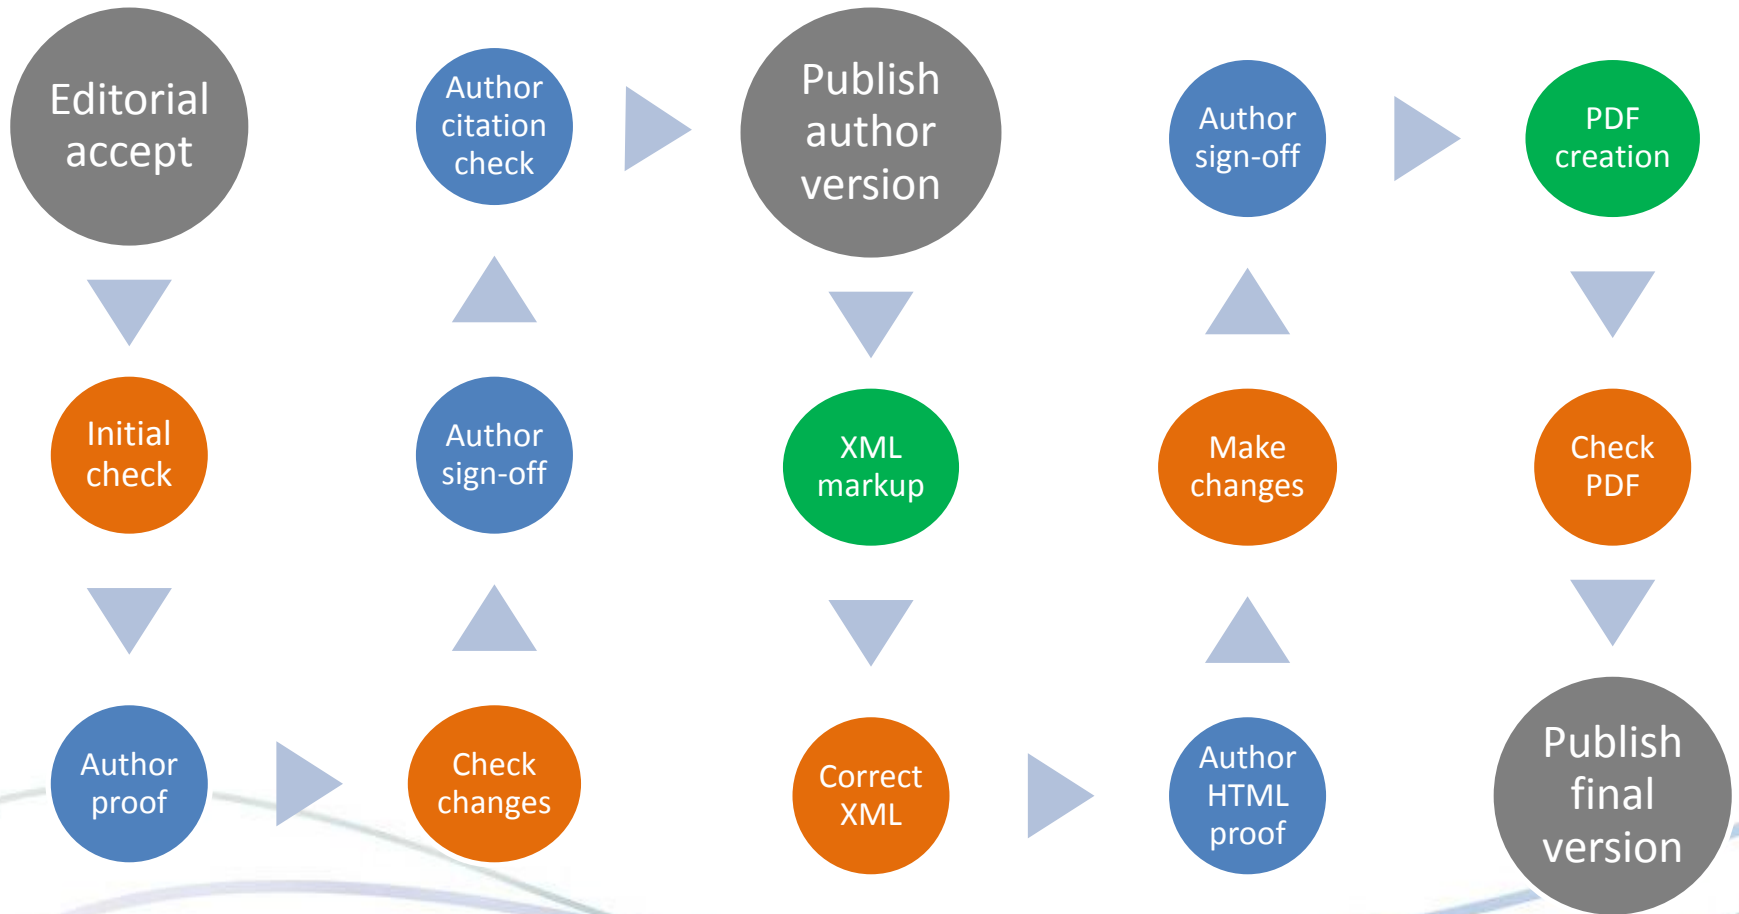 Editorial
accept
Initial
check
Author
proof
Check
changes
Author
sign-off
Author
citation
check
Publish
author
version
XML
markup
Correct
XML
Author
HTML
proof
Make
changes
Author
sign-off
PDF
creation
Check
PDF
Publish
final
version